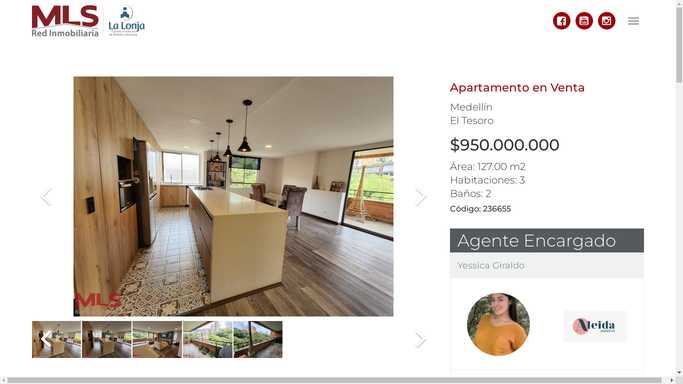 MLS
Red Inmobiliaria
La Lonja
Apartamento en Venta
Medellín
El Tesoro
$950.000.000
Área: 127.00 m2
Habitaciones: 3
Baños: 2
Código: 236655
Agente Encargado
Yessica Giraldo
MLS
Aleida